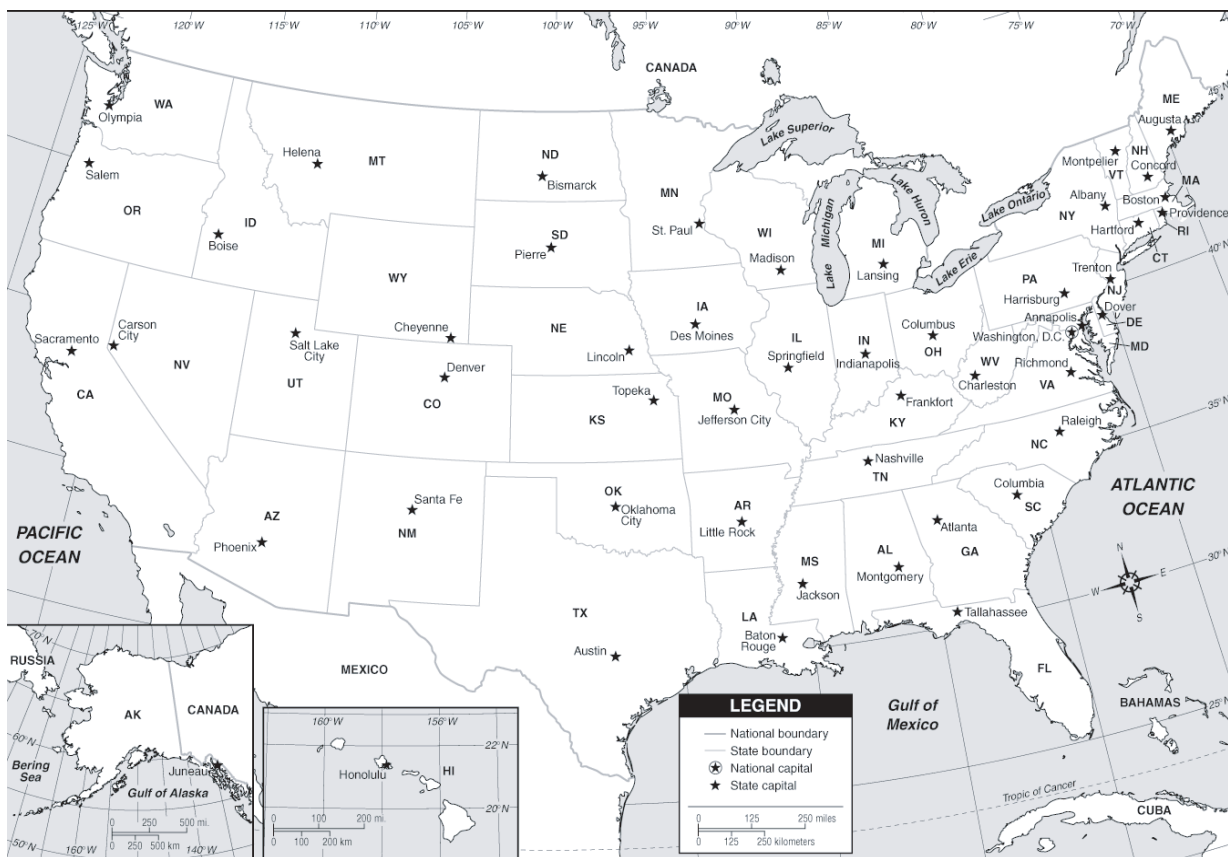 125°W
120°W
115°W
110°W
105°W
100°W
95°W
90°W
85°W
80°W
75°W
70°W
CANADA
45°N
WA
Olympia
Helena
MT
ND
Bismarck
MN
Lake Superior
ME
Augusta
Montpelier
NH
VT
Concord
MA
Salem
OR
ID
Boise
SD
Pierre
St. Paul
WI
Madison
Lake Michigan
Lake Huron
MI
Lansing
Lake Ontario
Lake Erie
Albany
NY
Boston
Providence
Hartford
RI
CT
40°N
WY
Cheyenne
NE
Lincoln
IA
Des Moines
PA
Harrisburg
Trenton
NJ
Annapolis
Dover
DE
Washington, D.C.
MD
Sacramento
Carson
City
NV
CA
Salt Lake
City
UT
Denver
CO
Topeka
KS
MO
Jefferson City
IL
Springfield
IN
Indianapolis
Columbus
OH
WV
Charleston
Richmond
VA
Frankfort
KY
35°N
Raleigh
NC
Nashville
TN
Columbia
SC
ATLANTIC
OCEAN
PACIFIC
OCEAN
AZ
Phoenix
Santa Fe
NM
OK
Oklahoma
City
AR
Little Rock
MS
Jackson
AL
Montgomery
Atlanta
GA
30°N
N
W
E
S
TX
Austin
LA
Baton
Rouge
Tallahassee
FL
MEXICO
Gulf of
Mexico
BAHAMAS
25°N
Tropic of Cancer
CUBA
70°N
RUSSIA
AK
CANADA
60°N
Bering
Sea
Juneau
Gulf of Alaska
0 250 500 mi.
0 250 500 km
50°N
160°W
140°W
160°W
156°W
22°N
Honolulu
HI
20°N
0 100 200 mi.
0 100 200 km
LEGEND
National boundary
State boundary
National capital
State capital
0 125 250 miles
0 125 250 kilometers